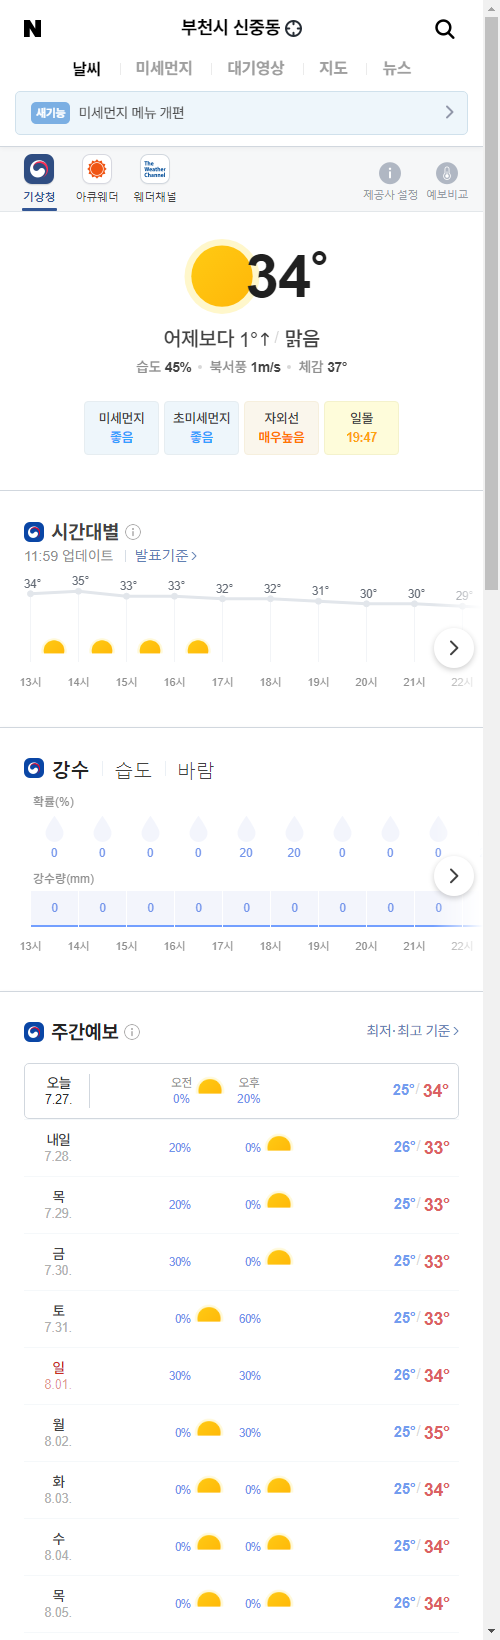 N 부천시 신중동
날씨 미세먼지 대기영상 지도 뉴스
새기능 미세먼지 메뉴 개편
The Weather Channel
기상청 아큐웨더 웨더채널 제공사 설정 예보비교
34°
어제보다 1°↑ / 맑음
습도 45% • 북서풍 1m/s • 체감 37°
미세먼지 초미세먼지 자외선 일몰
좋음 좋음 매우높음 19:47
시간대별
11:59 업데이트 발표기준 >
34° 35° 33° 33° 32° 32° 31° 30° 30° 29°
13시 14시 15시 16시 17시 18시 19시 20시 21시 22시
강수 습도 바람
확률(%)
0 0 0 0 20 20 0 0 0
강수량(mm)
0 0 0 0 0 0 0 0 0
13시 14시 15시 16시 17시 18시 19시 20시 21시 22시
주간예보 최저·최고 기준 >
오늘 오전 오후
7.27. 0% 20% 25°/ 34°
내일
7.28. 20% 0% 26°/ 33°
목
7.29. 20% 0% 25°/ 33°
금
7.30. 30% 0% 25°/ 33°
토
7.31. 0% 60% 25°/ 33°
일
8.01. 30% 30% 26°/ 34°
월
8.02. 0% 30% 25°/ 35°
화
8.03. 0% 0% 25°/ 34°
수
8.04. 0% 0% 25°/ 34°
목
8.05. 0% 0% 26°/ 34°